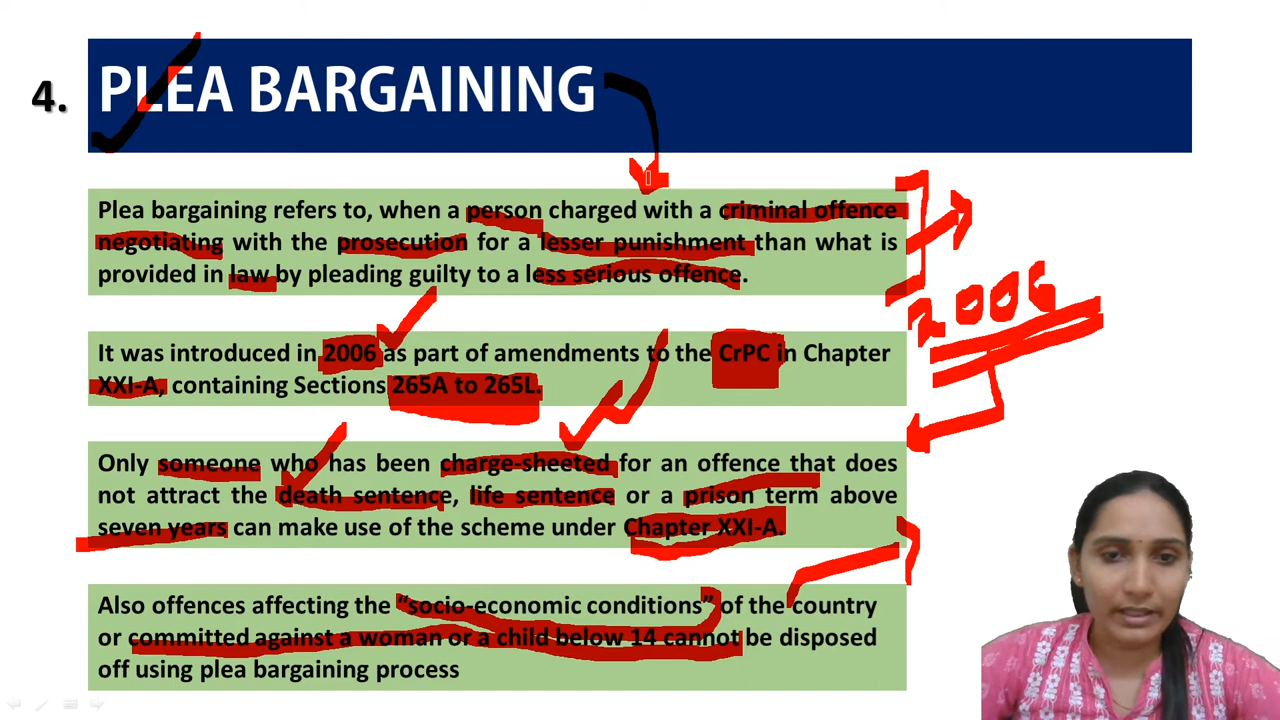 4. PLEA BARGAINING
Plea bargaining refers to, when a person charged with a criminal offence
negotiating with the prosecution for a lesser punishment than what is
provided in law by pleading guilty to a less serious offence.
2006
It was introduced in 2006 as part of amendments to the CrPC in Chapter
XXI-A, containing Sections 265A to 265L.
Only someone who has been charge-sheeted for an offence that does
not attract the death sentence, life sentence or a prison term above
seven years can make use of the scheme under Chapter XXI-A.
Also offences affecting the “socio-economic conditions” of the country
or committed against a woman or a child below 14 cannot be disposed
off using plea bargaining process